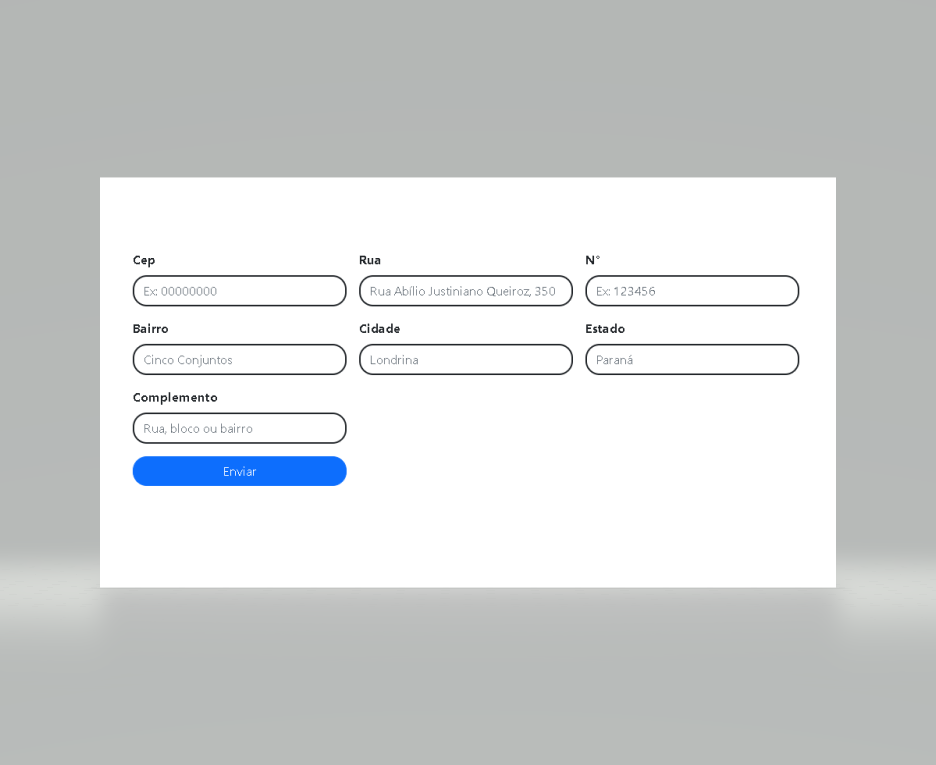 Cep Rua N°
Ex: 00000000 Rua Abílio Justiniano Queiroz, 350 Ex: 123456
Bairro Cidade Estado
Cinco Conjuntos Londrina Paraná
Complemento
Rua, bloco ou bairro
Enviar